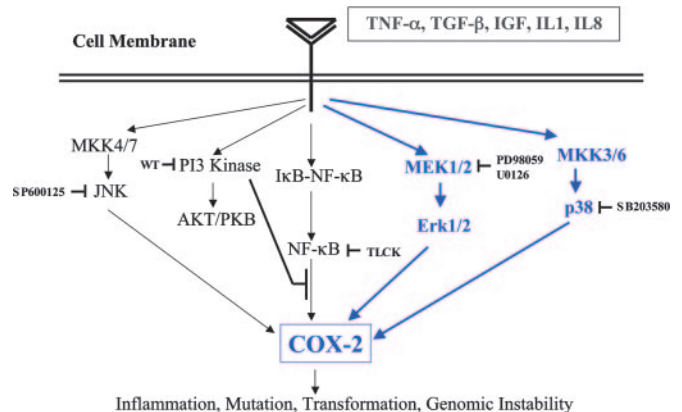 TNF-α, TGF-β, IGF, IL1, IL8
Cell Membrane
MKK4/7
WT
PI3 Kinase
IκB-NF-κB
MEK1/2
PD98059
U0126
MKK3/6
SP600125
JNK
AKT/PKB
Erk1/2
p38
SB203580
NF-κB
TLCK
COX-2
Inflammation, Mutation, Transformation, Genomic Instability